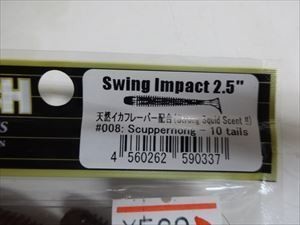 Swing Impact 2.5"
天然イカフレーバー配合(Strong Squid Scent !!)
#008: Scuppernong - 10 tails
4 560262 590337
H
S
N